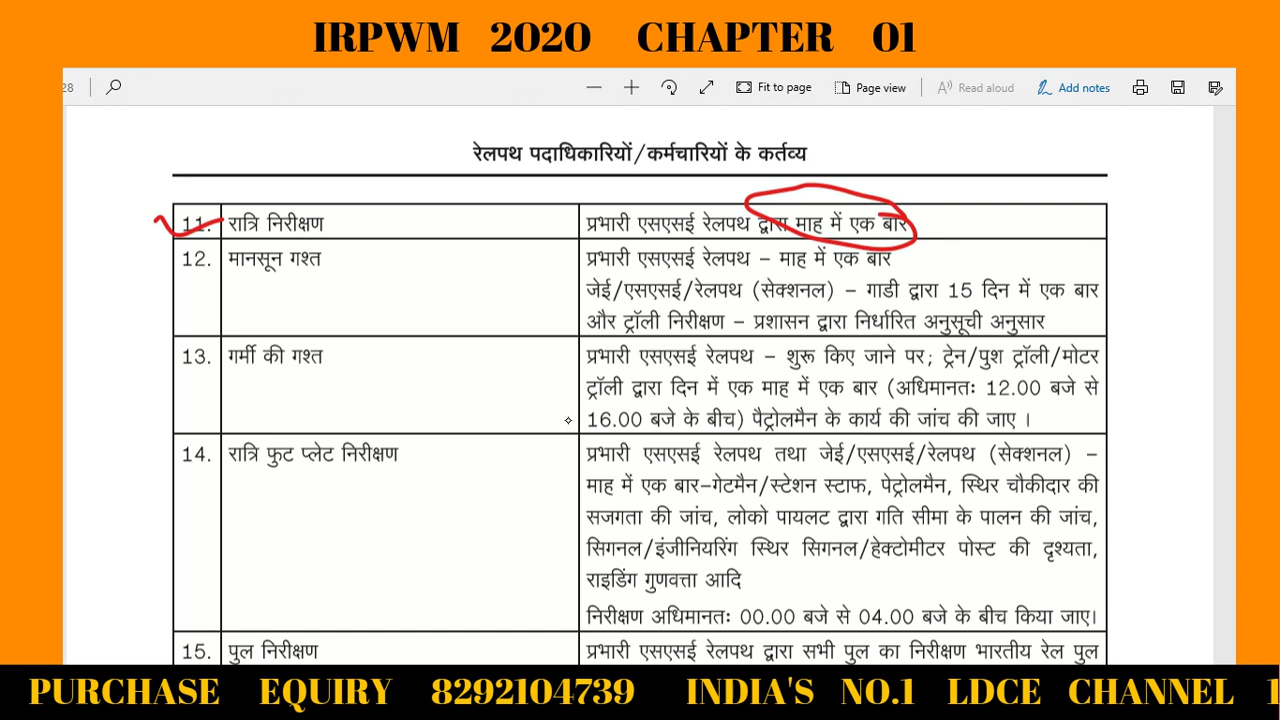 IRPWM 2020 CHAPTER 01
28
Fit to page
Page view
Read aloud
Add notes
रेलपथ पदाधिकारियों/कर्मचारियों के कर्तव्य
11. रात्रि निरीक्षण
प्रभारी एसएसई रेलपथ द्वारा माह में एक बार
12. मानसून गश्त
प्रभारी एसएसई रेलपथ – माह में एक बार
जेई/एसएसई/रेलपथ (सेक्शनल) – गाडी द्वारा 15 दिन में एक बार
और ट्रॉली निरीक्षण – प्रशासन द्वारा निर्धारित अनुसूची अनुसार
13. गर्मी की गश्त
प्रभारी एसएसई रेलपथ – शुरू किए जाने पर; ट्रेन/पुश ट्रॉली/मोटर
ट्रॉली द्वारा दिन में एक माह में एक बार (अधिमानतः 12.00 बजे से
16.00 बजे के बीच) पैट्रोलमैन के कार्य की जांच की जाए ।
14. रात्रि फुट प्लेट निरीक्षण
प्रभारी एसएसई रेलपथ तथा जेई/एसएसई/रेलपथ (सेक्शनल) –
माह में एक बार–गेटमैन/स्टेशन स्टाफ, पेट्रोलमैन, स्थिर चौकीदार की
सजगता की जांच, लोको पायलट द्वारा गति सीमा के पालन की जांच,
सिगनल/इंजीनियरिंग स्थिर सिगनल/हेक्टोमीटर पोस्ट की दृश्यता,
राइडिंग गुणवत्ता आदि
निरीक्षण अधिमानतः 00.00 बजे से 04.00 बजे के बीच किया जाए।
15. पुल निरीक्षण
प्रभारी एसएसई रेलपथ द्वारा सभी पुल का निरीक्षण भारतीय रेल पुल
PURCHASE EQUIRY 8292104739 INDIA'S NO.1 LDCE CHANNEL 1